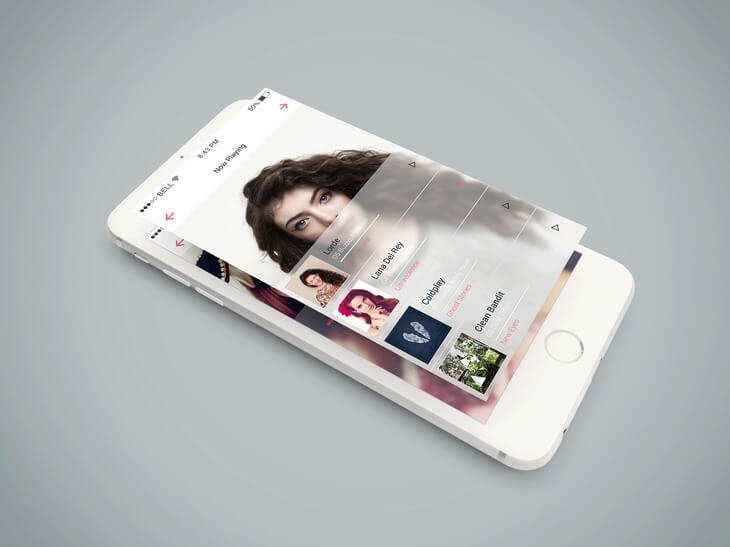 BELL
8:43 PM
50%
Now Playing
Lorde
Lana Del Rey
Ultraviolence
Coldplay
Ghost Stories
Clean Bandit
New Eyes